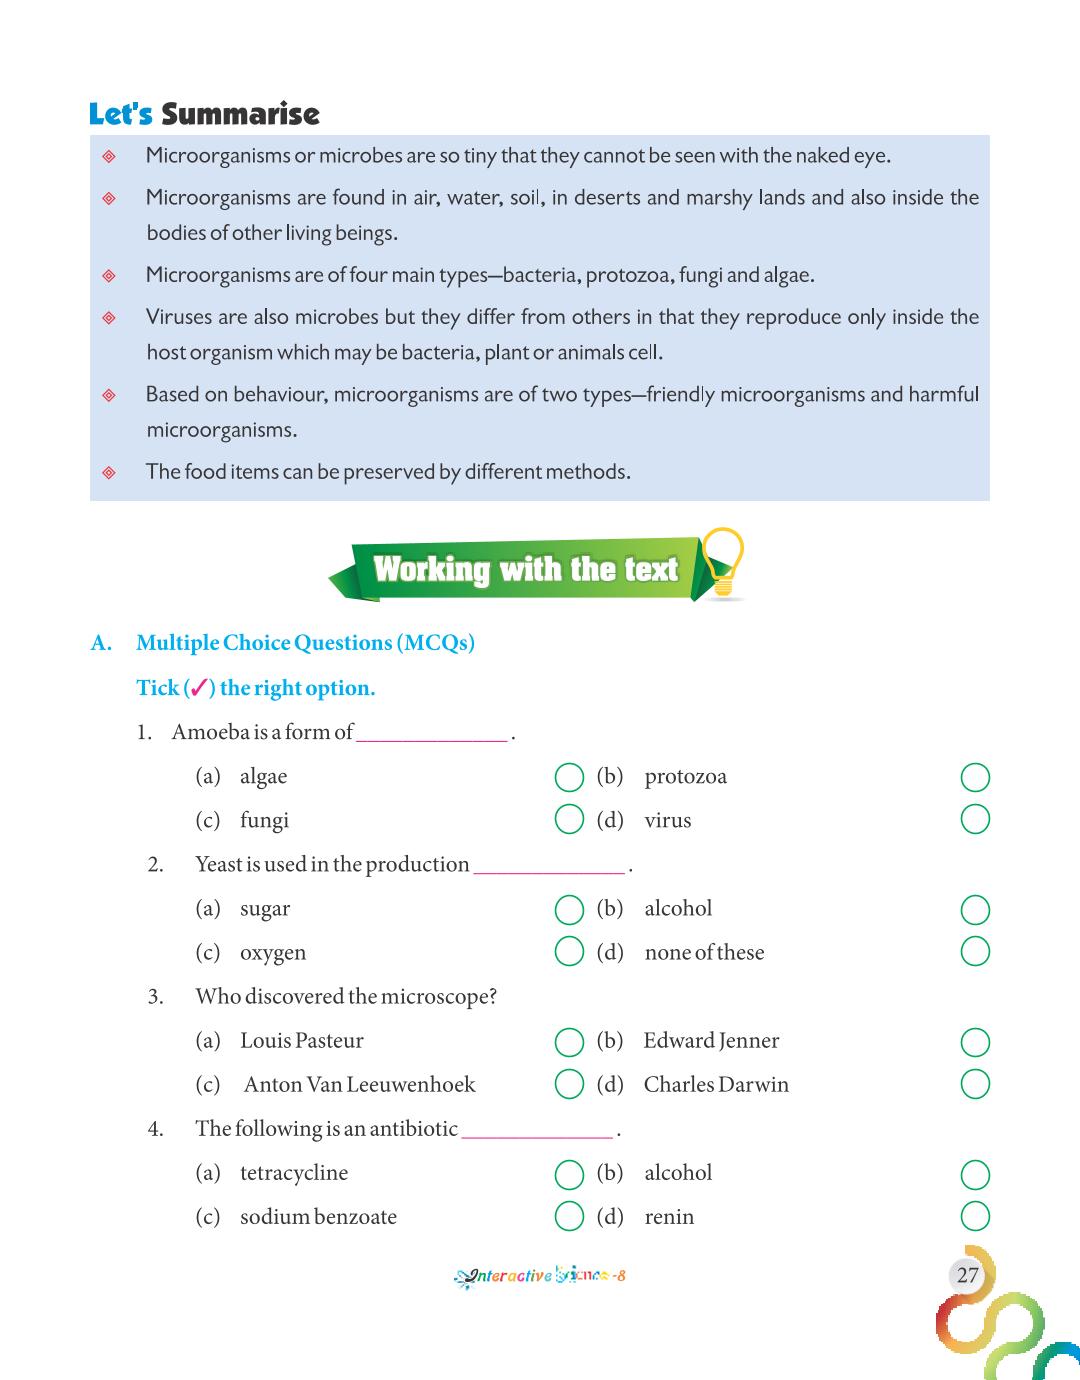 Let's Summarise
Microorganisms or microbes are so tiny that they cannot be seen with the naked eye.
Microorganisms are found in air, water, soil, in deserts and marshy lands and also inside the
bodies of other living beings.
Microorganisms are of four main types—bacteria, protozoa, fungi and algae.
Viruses are also microbes but they differ from others in that they reproduce only inside the
host organism which may be bacteria, plant or animals cell.
Based on behaviour, microorganisms are of two types—friendly microorganisms and harmful
microorganisms.
The food items can be preserved by different methods.
Working with the text
A. Multiple Choice Questions (MCQs)
Tick (✓) the right option.
1. Amoeba is a form of _____________ .
(a) algae (b) protozoa
(c) fungi (d) virus
2. Yeast is used in the production _____________ .
(a) sugar (b) alcohol
(c) oxygen (d) none of these
3. Who discovered the microscope?
(a) Louis Pasteur (b) Edward Jenner
(c) Anton Van Leeuwenhoek (d) Charles Darwin
4. The following is an antibiotic _____________ .
(a) tetracycline (b) alcohol
(c) sodium benzoate (d) renin
Interactive Science-8
27